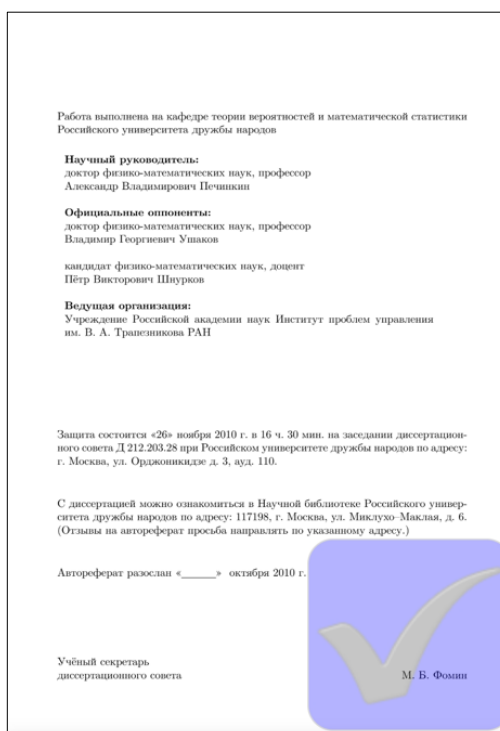 Работа выполнена на кафедре теории вероятностей и математической статистики
Российского университета дружбы народов
Научный руководитель:
доктор физико-математических наук, профессор
Александр Владимирович Печинкин
Официальные оппоненты:
доктор физико-математических наук, профессор
Владимир Георгиевич Ушаков
кандидат физико-математических наук, доцент
Пётр Викторович Шнурков
Ведущая организация:
Учреждение Российской академии наук Институт проблем управления
им. В. А. Трапезникова РАН
Защита состоится «26» ноября 2010 г. в 16 ч. 30 мин. на заседании диссертацион-
ного совета Д 212.203.28 при Российском университете дружбы народов по адресу:
г. Москва, ул. Орджоникидзе д. 3, ауд. 110.
С диссертацией можно ознакомиться в Научной библиотеке Российского универ-
ситета дружбы народов по адресу: 117198, г. Москва, ул. Миклухо–Маклая, д. 6.
(Отзывы на автореферат просьба направлять по указанному адресу.)
Автореферат разослан «_____» октября 2010 г.
Учёный секретарь
диссертационного совета М. Б. Фомин